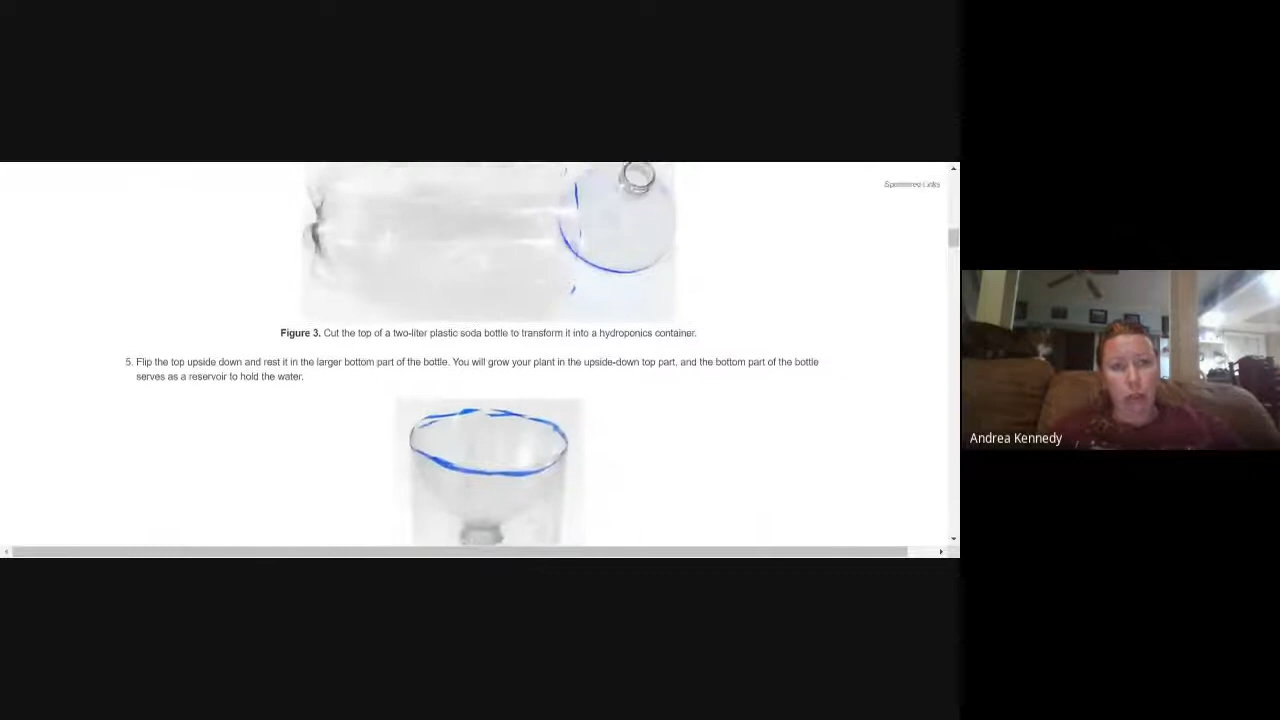 Sponsored Links
Figure 3. Cut the top of a two-liter plastic soda bottle to transform it into a hydroponics container.
5. Flip the top upside down and rest it in the larger bottom part of the bottle. You will grow your plant in the upside-down top part, and the bottom part of the bottle
serves as a reservoir to hold the water.
Andrea Kennedy